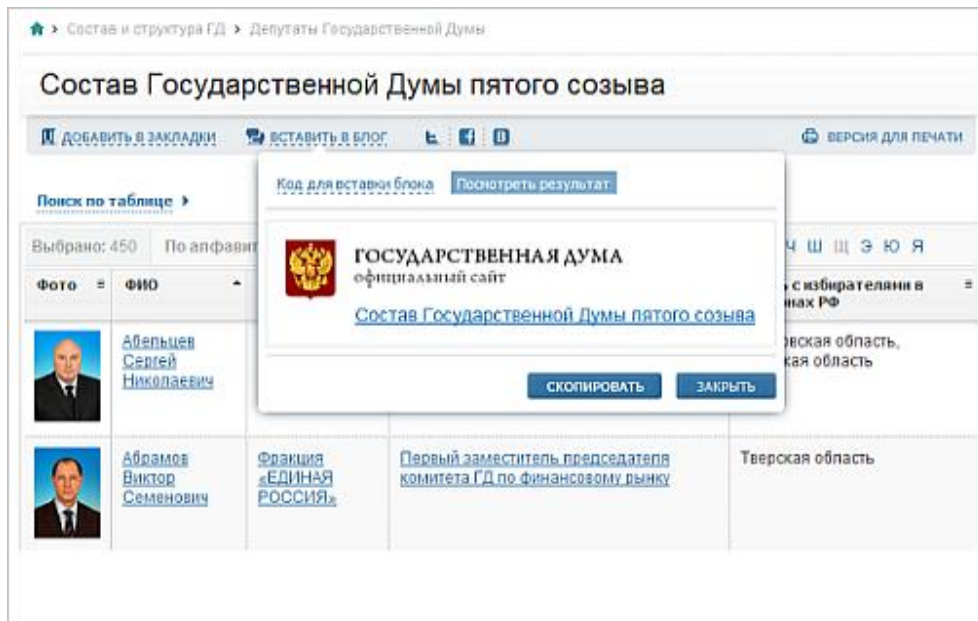 Состав и структура ГД > Депутаты Государственной Думы
Состав Государственной Думы пятого созыва
ДОБАВИТЬ В ЗАКЛАДКИ ВСТАВИТЬ В БЛОГ ВЕРСИЯ ДЛЯ ПЕЧАТИ
Код для вставки блока Посмотреть результат
Поиск по таблице
Выбрано: 450 По алфавит Ч Ш Щ Э Ю Я
ГОСУДАРСТВЕННАЯ ДУМА
официальный сайт
Состав Государственной Думы пятого созыва
СКОПИРОВАТЬ ЗАКРЫТЬ
Фото ФИО с избирателями в
нах РФ
Абельцев
Сергей
Николаевич
овская область,
кая область
Абрамов
Виктор
Семенович
Фракция
«ЕДИНАЯ
РОССИЯ»
Первый заместитель председателя
комитета ГД по финансовому рынку
Тверская область